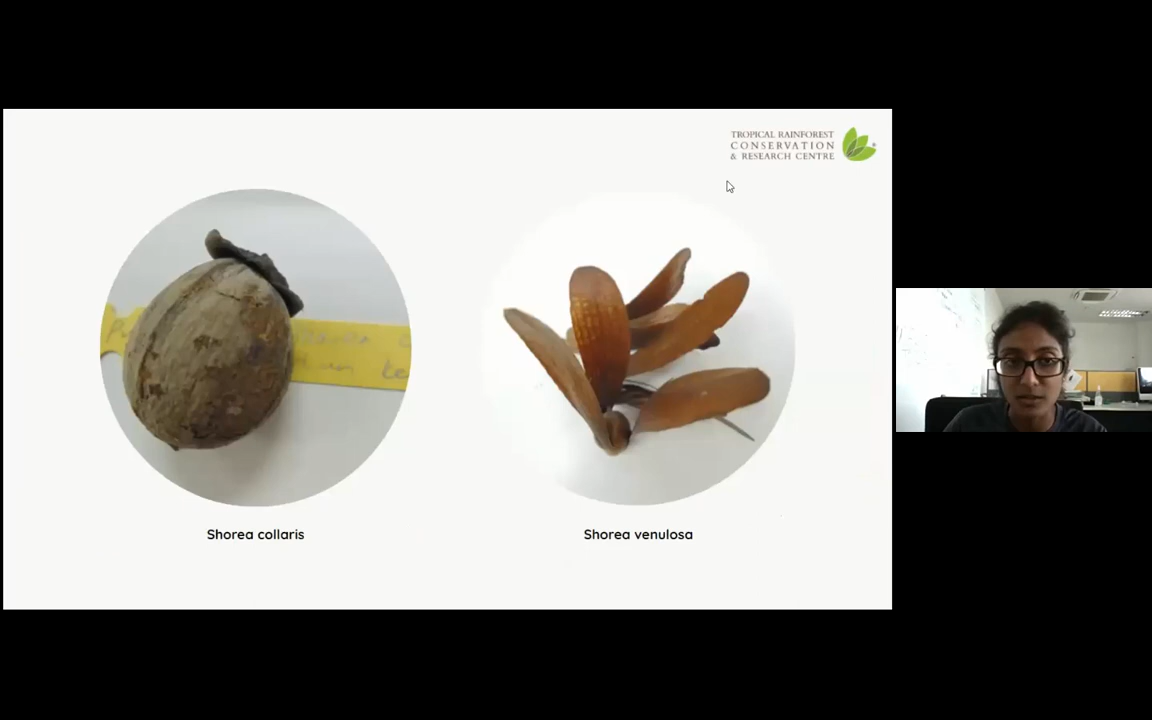 TROPICAL RAINFOREST
CONSERVATION
& RESEARCH CENTRE
Shorea collaris
Shorea venulosa